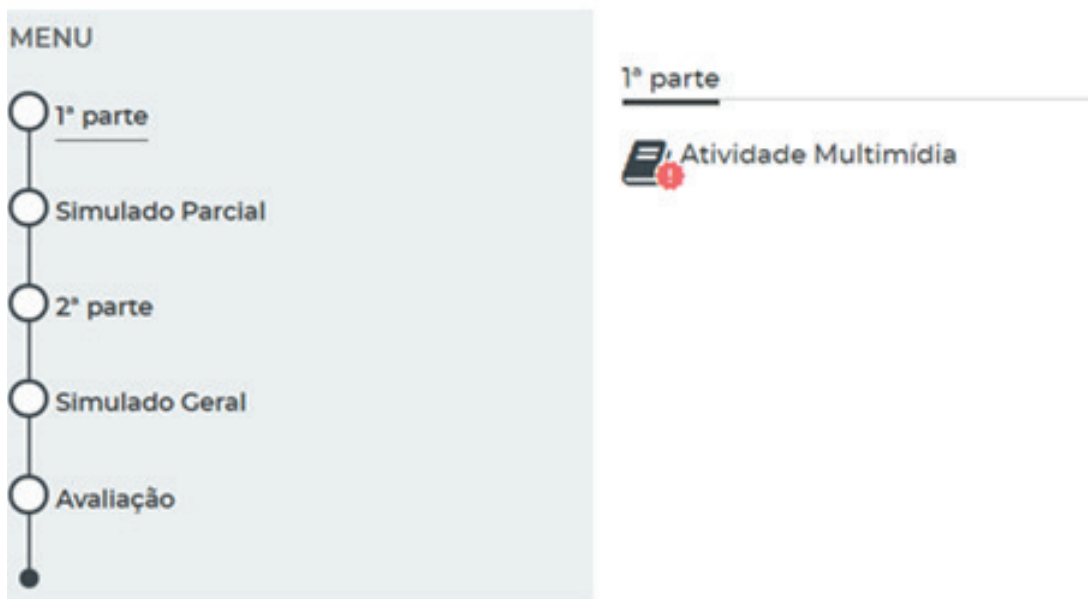 MENU
1ª parte
Simulado Parcial
2ª parte
Simulado Geral
Avaliação
1ª parte
Atividade Multimídia